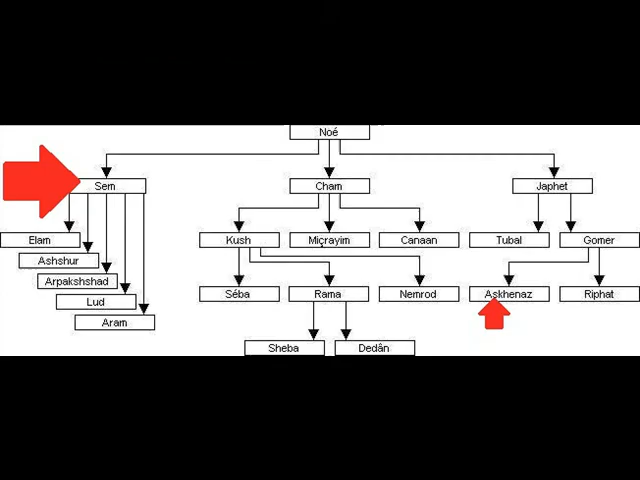 Noé
Sem
Cham
Japhet
Elam
Kush
Miçrayim
Canaan
Tubal
Gomer
Ashshur
Arpakshshad
Séba
Rama
Nemrod
Askhenaz
Riphat
Lud
Aram
Sheba
Dedân